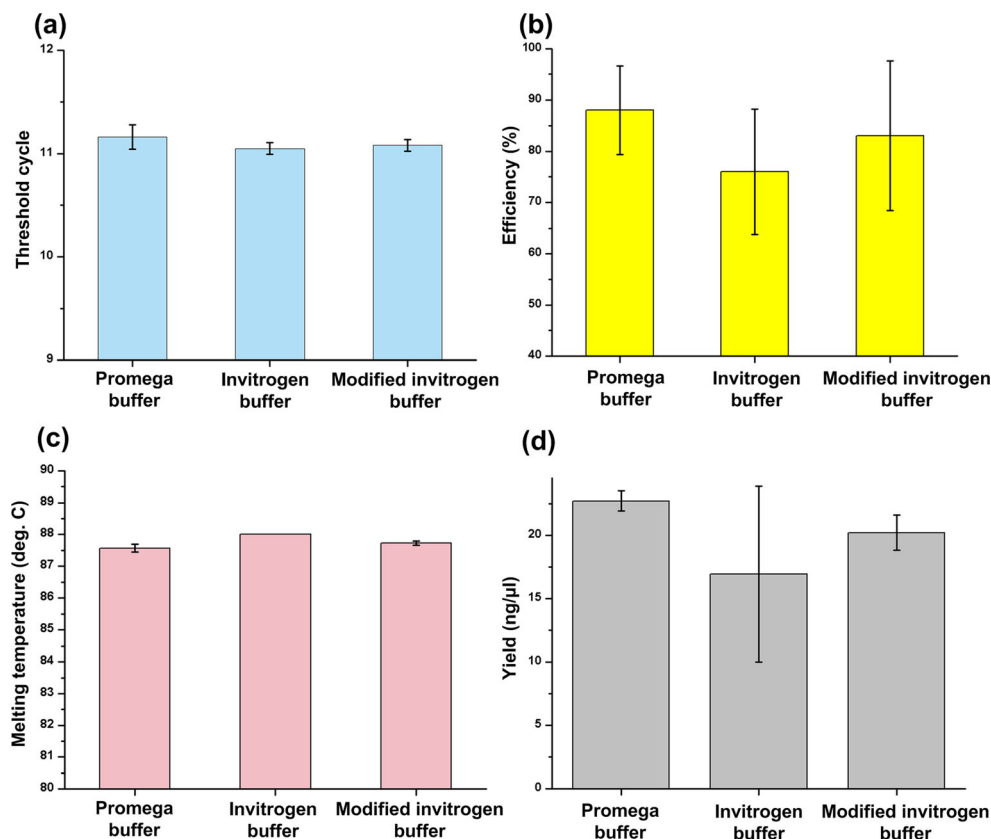 (a)
Threshold cycle
12
11
10
9
Promega buffer
Invitrogen buffer
Modified invitrogen buffer
(b)
Efficiency (%)
100
90
80
70
60
50
40
Promega buffer
Invitrogen buffer
Modified invitrogen buffer
(c)
Melting temperature (deg. C)
90
89
88
87
86
85
84
83
82
81
80
Promega buffer
Invitrogen buffer
Modified invitrogen buffer
(d)
Yield (ng/µl)
20
15
10
5
0
Promega buffer
Invitrogen buffer
Modified invitrogen buffer